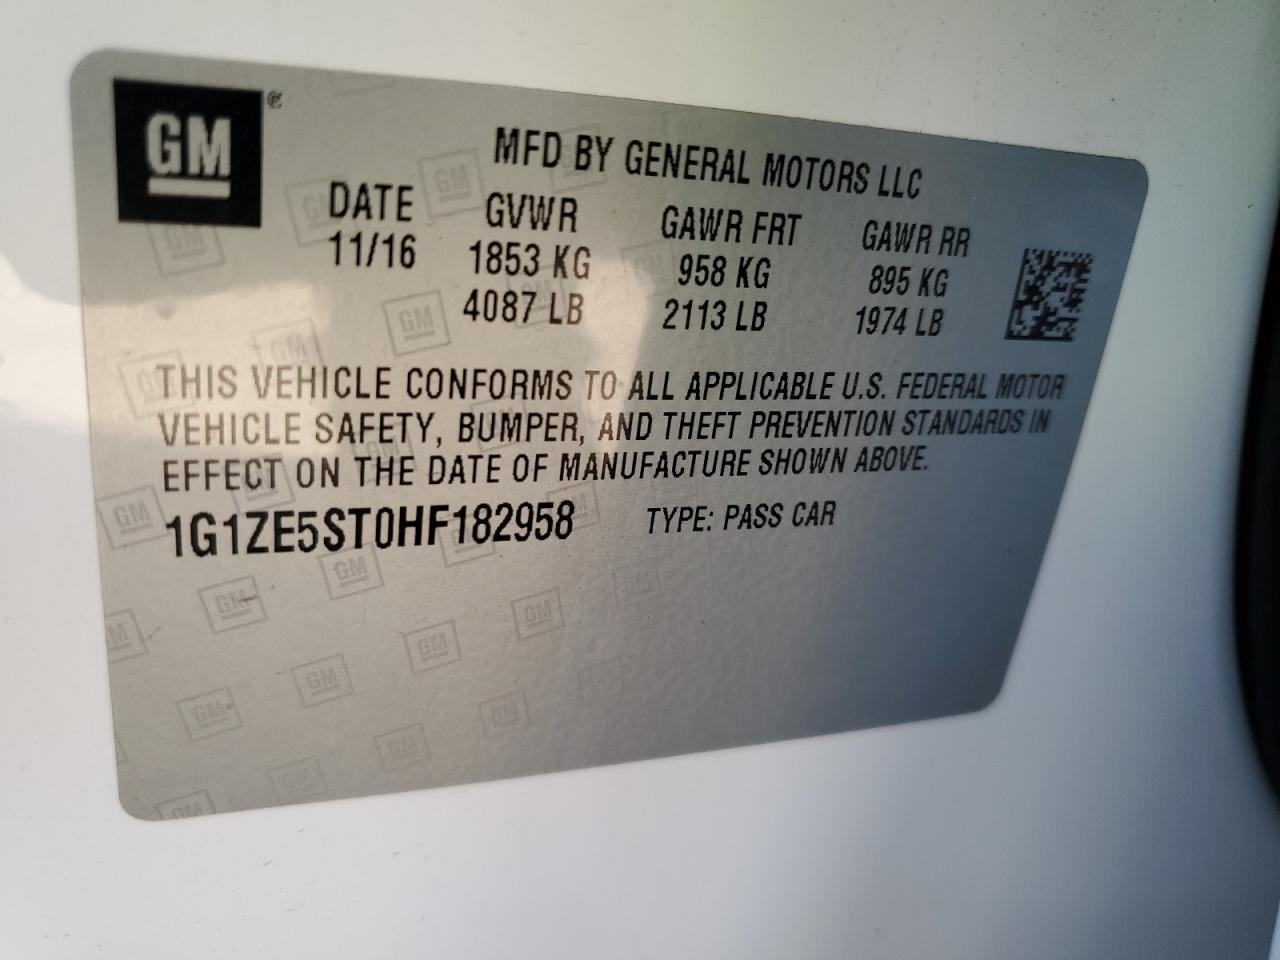 GM
MFD BY GENERAL MOTORS LLC
DATE GVWR GAWR FRT GAWR RR
11/16 1853 KG 958 KG 895 KG
4087 LB 2113 LB 1974 LB
THIS VEHICLE CONFORMS TO ALL APPLICABLE U.S. FEDERAL MOTOR
VEHICLE SAFETY, BUMPER, AND THEFT PREVENTION STANDARDS IN
EFFECT ON THE DATE OF MANUFACTURE SHOWN ABOVE.
1G1ZE5ST0HF182958 TYPE: PASS CAR